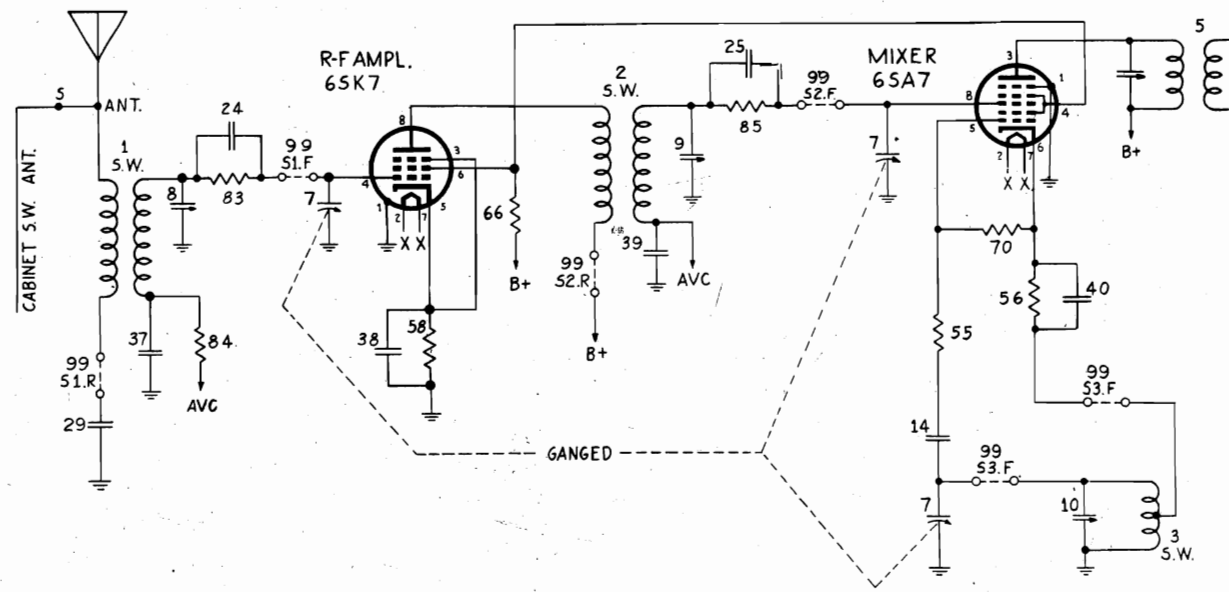 R-F AMPL.
6SK7
MIXER
6SA7
5
S
ANT.
CABINET S.W. ANT.
1
S.W.
8
24
83
99
S1.F
7
4
8
3
6
1
2
7
5
X X
66
B+
2
S.W.
9
25
85
99
S2.F
7
3
8
5
1
4
2
7
6
X X
B+
37
84
AVC
99
S1.R
29
38
58
99
S2.R
B+
39
AVC
70
56
40
55
99
S3.F
14
99
S3.F
7
10
3
S.W.
GANGED